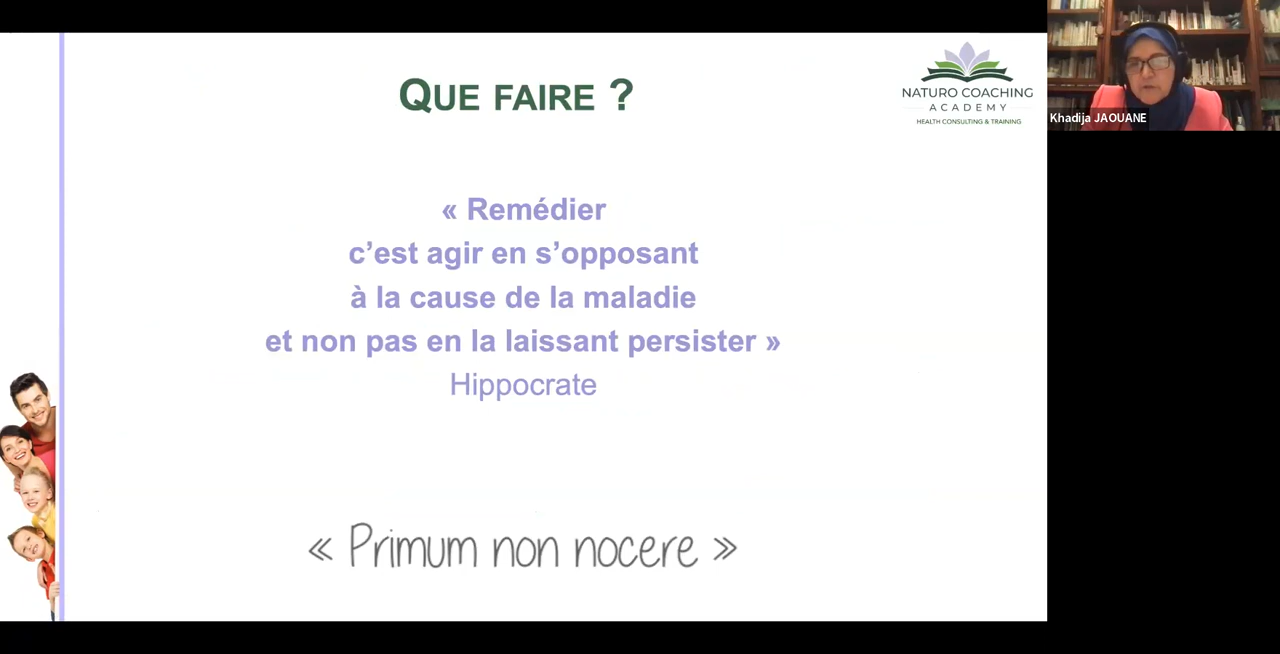 QUE FAIRE ?
NATURO COACHING
ACADEMY
HEALTH CONSULTING & TRAINING
Khadija JAOUANE
« Remédier
c’est agir en s’opposant
à la cause de la maladie
et non pas en la laissant persister »
Hippocrate
« Primum non nocere »